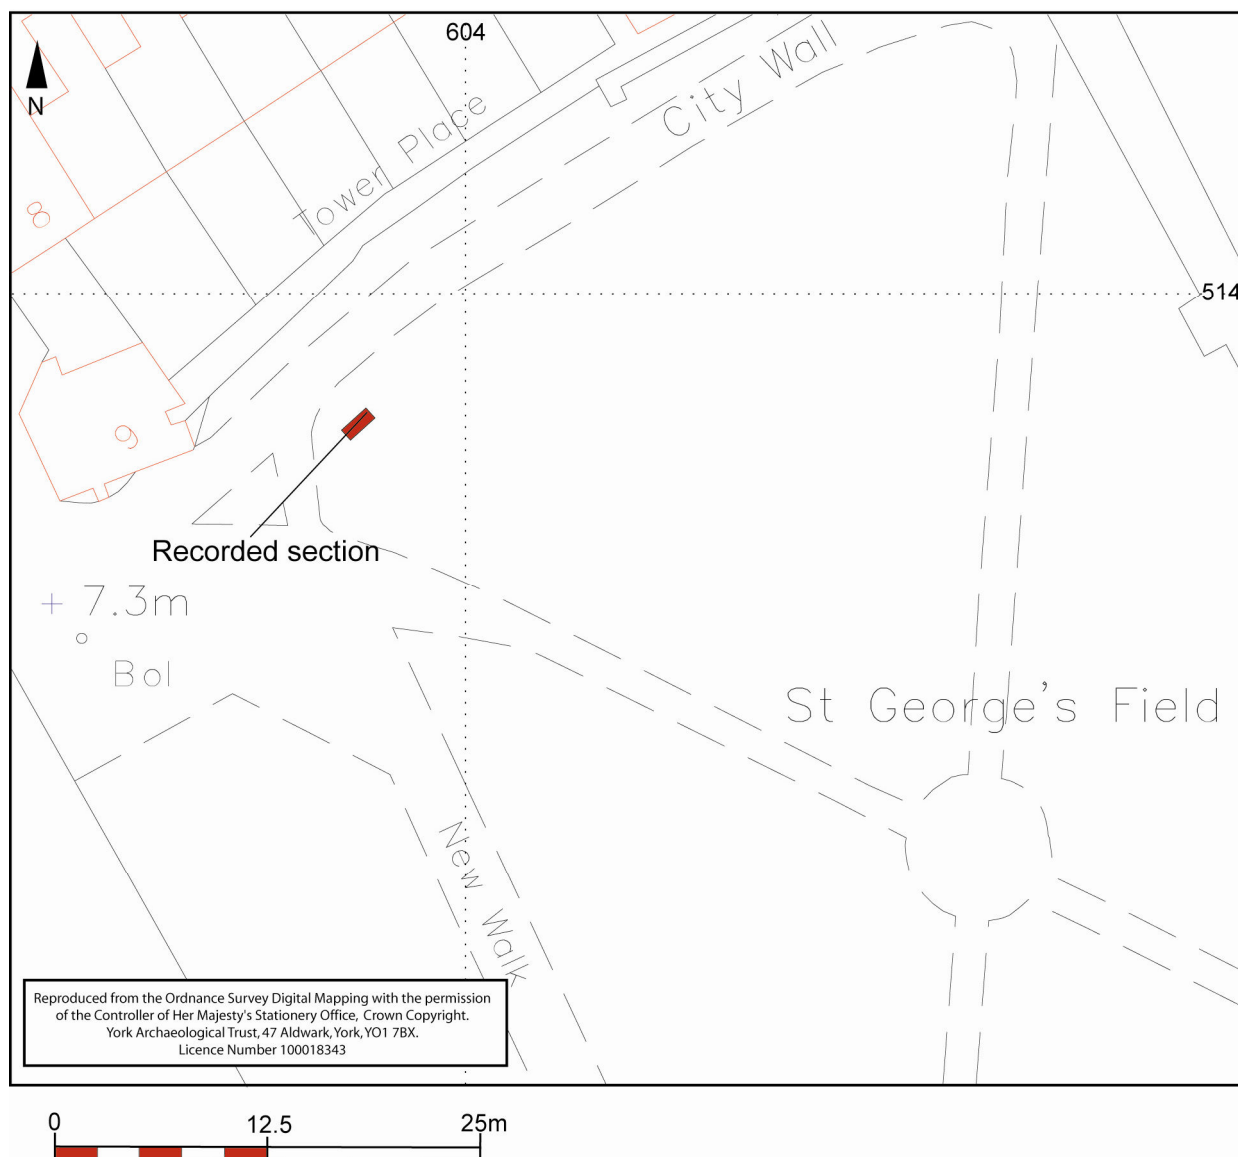 604
N
City Wall
Tower Place
8
514
9
Recorded section
7.3m
Bol
St George's Field
New Walk
Reproduced from the Ordnance Survey Digital Mapping with the permission
of the Controller of Her Majesty's Stationery Office, Crown Copyright.
York Archaeological Trust, 47 Aldwark, York, YO1 7BX.
Licence Number 100018343
0 12.5 25m